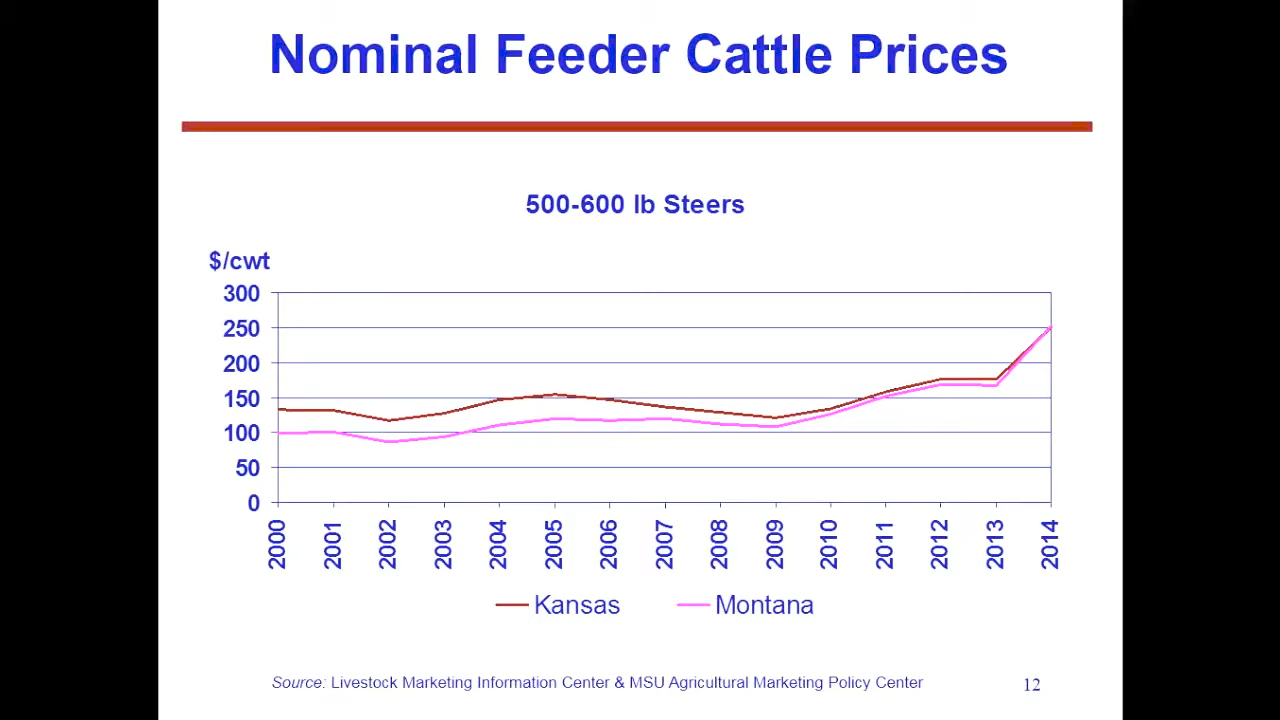 Nominal Feeder Cattle Prices
500-600 lb Steers
$/cwt
300
250
200
150
100
50
0
2000 2001 2002 2003 2004 2005 2006 2007 2008 2009 2010 2011 2012 2013 2014
Kansas Montana
Source: Livestock Marketing Information Center & MSU Agricultural Marketing Policy Center 12